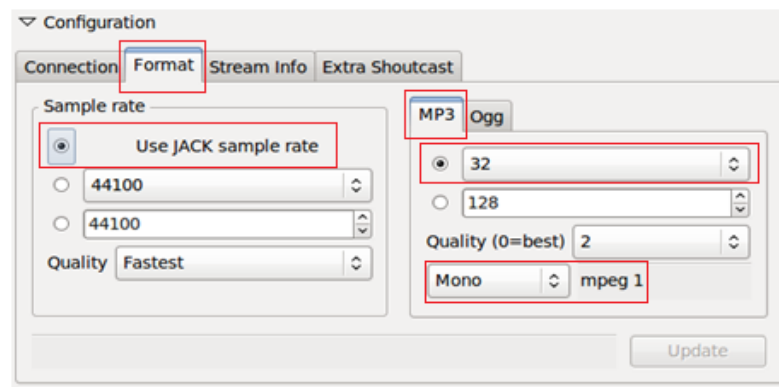 Configuration
Connection Format Stream Info Extra Shoutcast
Sample rate
Use JACK sample rate
44100
44100
Quality Fastest
MP3 Ogg
32
128
Quality (0=best) 2
Mono mpeg 1
Update